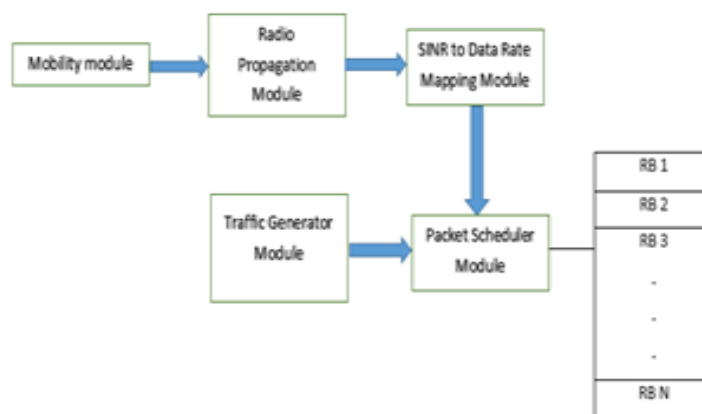 Mobility module
Radio
Propagation
Module
SINR to Data Rate
Mapping Module
Traffic Generator
Module
Packet Scheduler
Module
RB 1
RB 2
RB 3
-
-
-
RB N